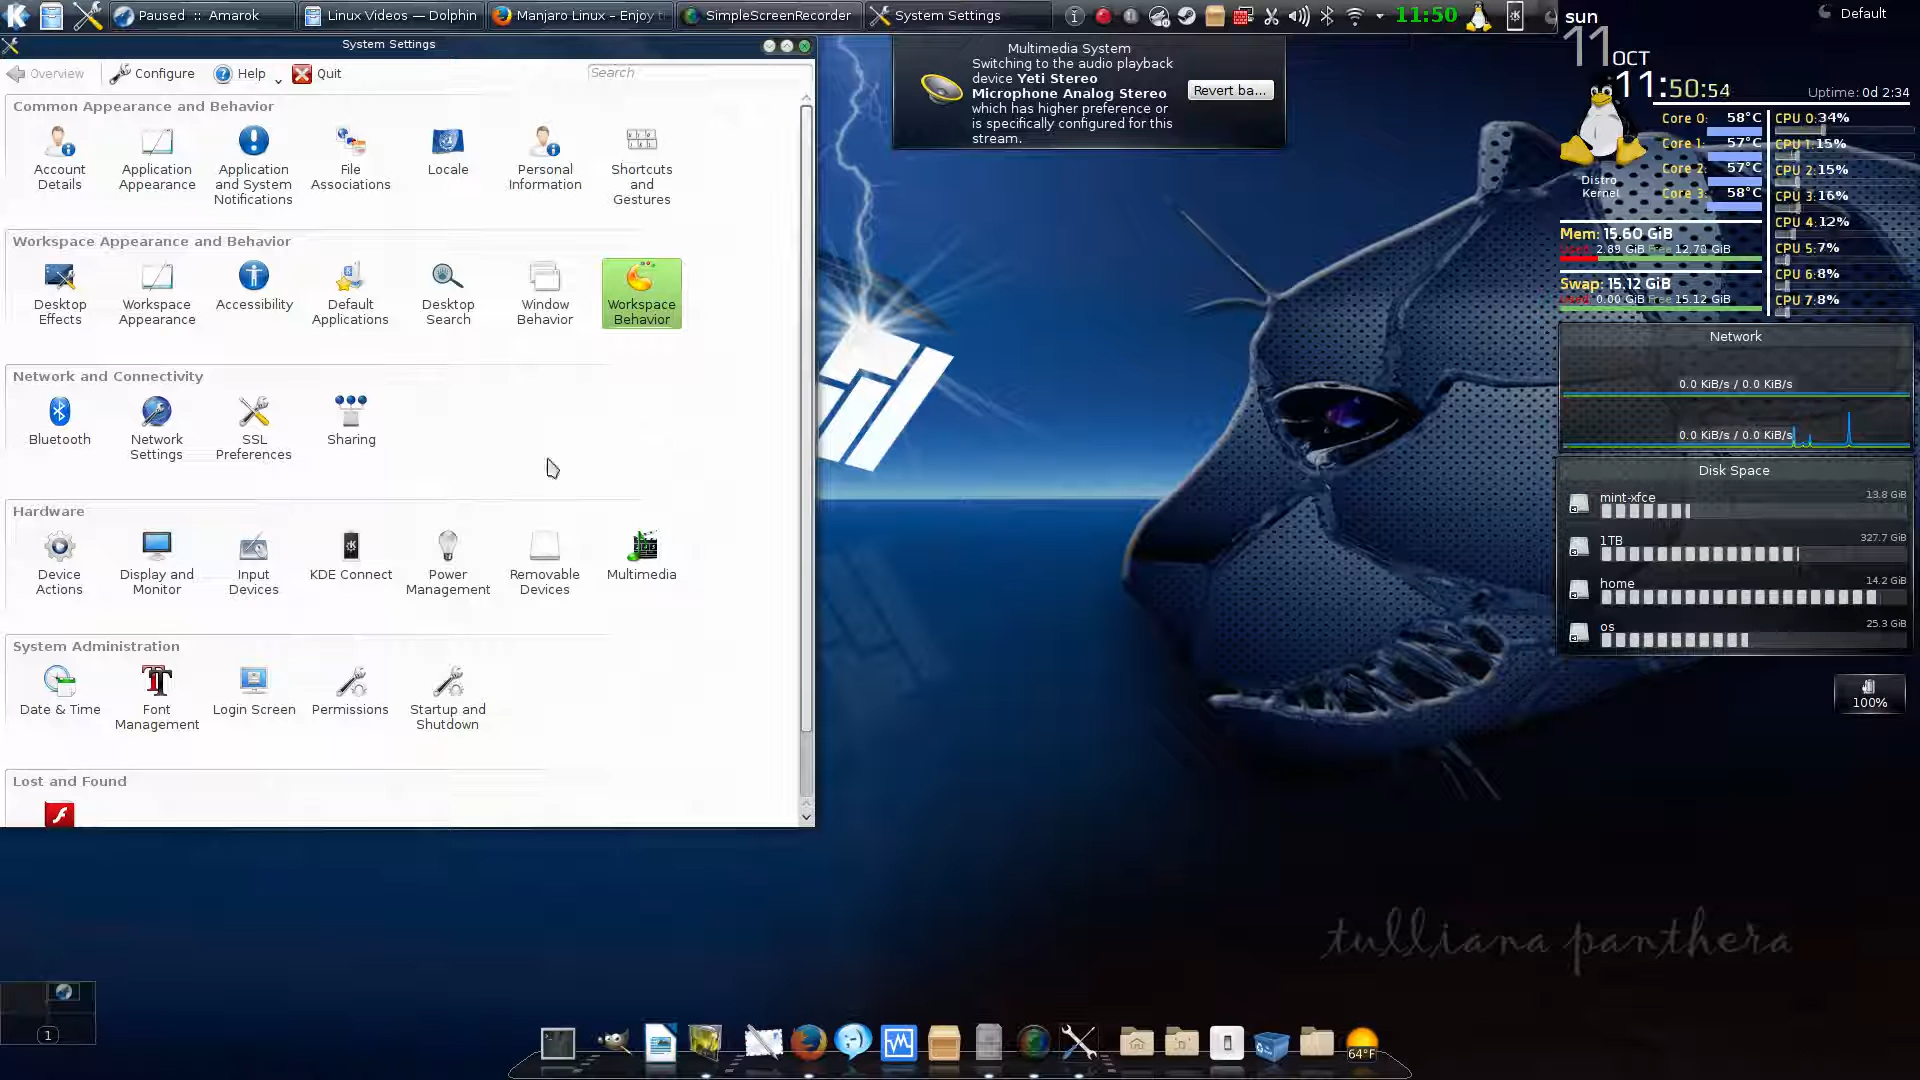 Paused :: Amarok
Linux Videos — Dolphin
Manjaro Linux – Enjoy t
SimpleScreenRecorder
System Settings
11:50
Default
System Settings
Overview
Configure
Help
Quit
Search
Common Appearance and Behavior
Account
Details
Application
Appearance
Application
and System
Notifications
File
Associations
Locale
Personal
Information
Shortcuts
and
Gestures
Workspace Appearance and Behavior
Desktop
Effects
Workspace
Appearance
Accessibility
Default
Applications
Desktop
Search
Window
Behavior
Workspace
Behavior
Network and Connectivity
Bluetooth
Network
Settings
SSL
Preferences
Sharing
Hardware
Device
Actions
Display and
Monitor
Input
Devices
KDE Connect
Power
Management
Removable
Devices
Multimedia
System Administration
Date & Time
Font
Management
Login Screen
Permissions
Startup and
Shutdown
Lost and Found
Multimedia System
Switching to the audio playback
device Yeti Stereo
Microphone Analog Stereo
which has higher preference or
is specifically configured for this
stream.
Revert ba...
sun
11 OCT
11:50:54
Uptime: 0d 2:34
Distro
Kernel
Core 0: 58°C
Core 1: 57°C
Core 2: 57°C
Core 3: 58°C
CPU 0: 34%
CPU 1: 15%
CPU 2: 15%
CPU 3: 16%
CPU 4: 12%
CPU 5: 7%
CPU 6: 8%
CPU 7: 8%
Mem: 15.60 GiB
Used: 2.89 GiB Free 12.70 GiB
Swap: 15.12 GiB
Used: 0.00 GiB Free 15.12 GiB
Network
0.0 KiB/s / 0.0 KiB/s
0.0 KiB/s / 0.0 KiB/s
Disk Space
mint-xfce 13.8 GiB
1TB 327.7 GiB
home 14.2 GiB
os 25.3 GiB
100%
tulliana panthera
1
64°F